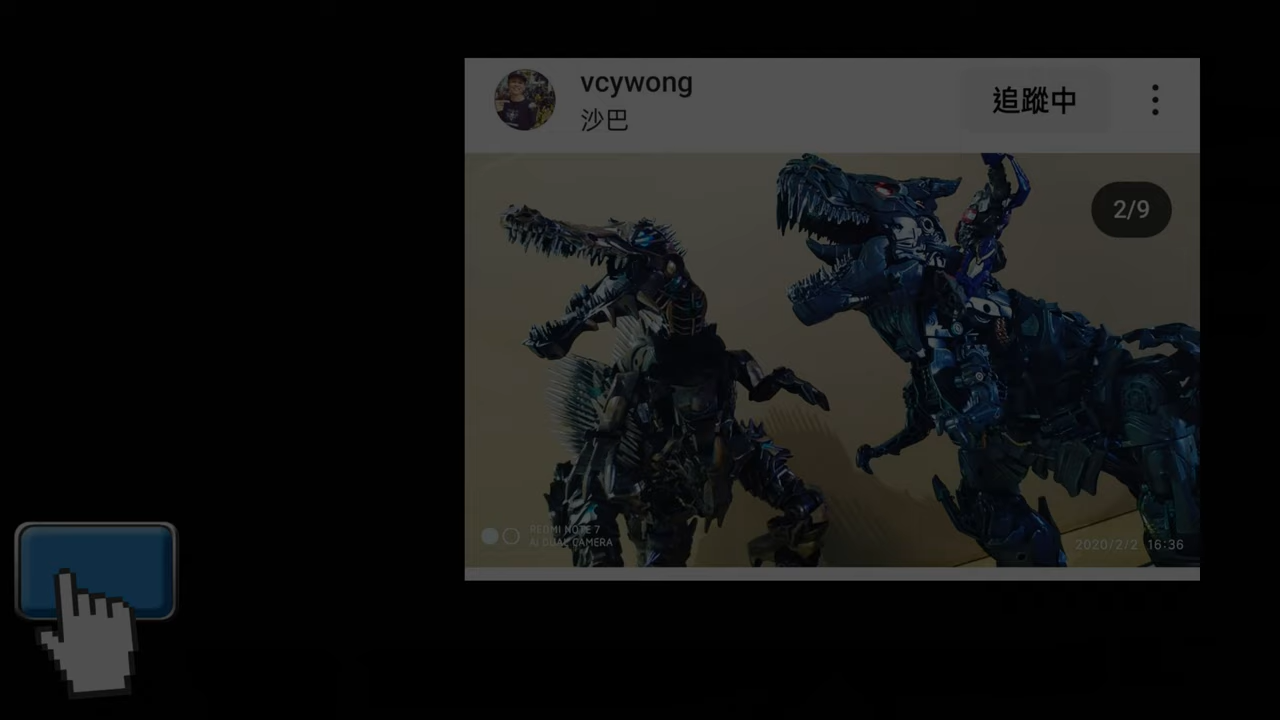 vcywong
沙巴
追蹤中
2/9
REDMI NOTE 7
AI DUAL CAMERA
2020/2/2 16:36